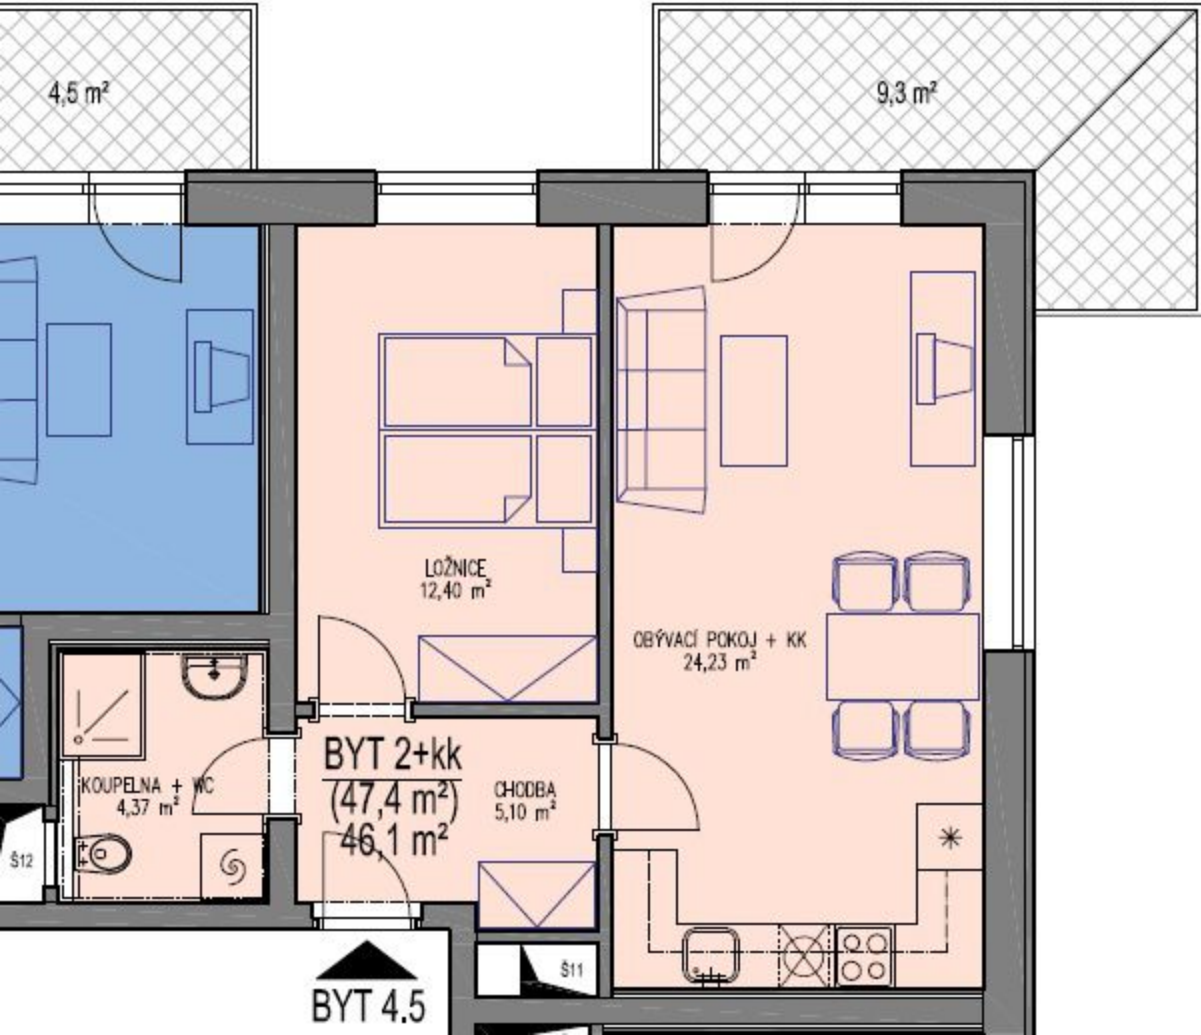 4,5 m²
9,3 m²
LOŽNICE
12,40 m²
OBÝVACÍ POKOJ + KK
24,23 m²
BYT 2+kk
(47,4 m²)
46,1 m²
CHODBA
5,10 m²
KOUPELNA + WC
4,37 m²
Š12
Š11
BYT 4.5